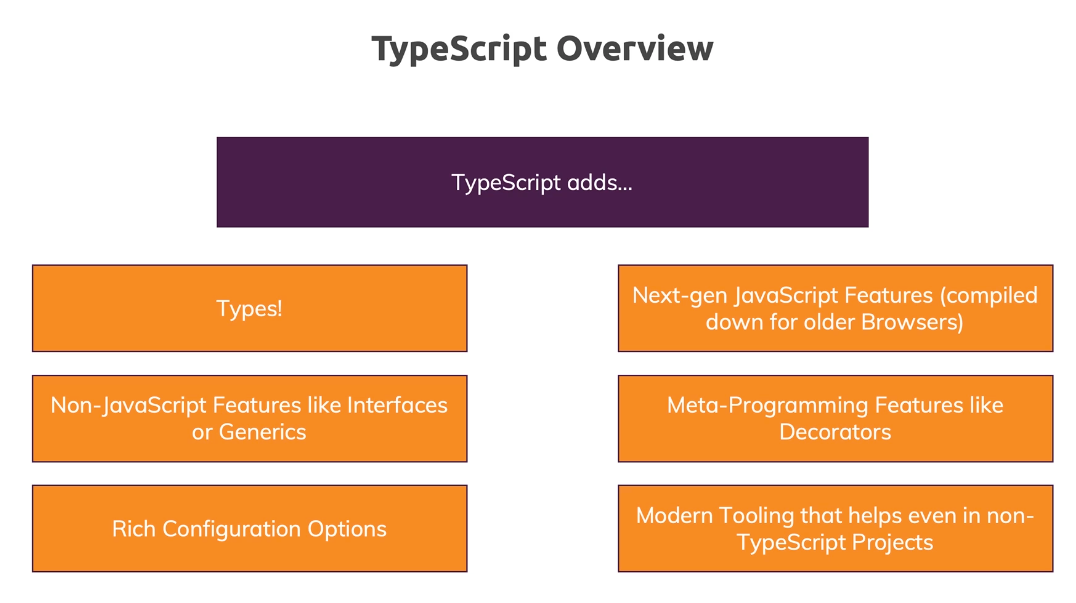 TypeScript Overview
TypeScript adds...
Types!
Next-gen JavaScript Features (compiled
down for older Browsers)
Non-JavaScript Features like Interfaces
or Generics
Meta-Programming Features like
Decorators
Rich Configuration Options
Modern Tooling that helps even in non-
TypeScript Projects